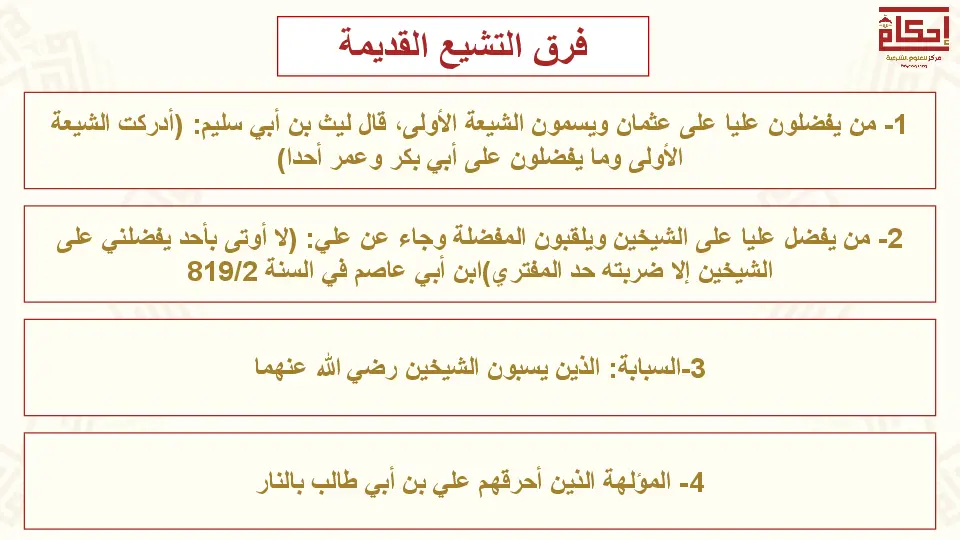 إحكام
مركز للعلوم الشرعية
فرق التشيع القديمة
1- من يفضلون عليا على عثمان ويسمون الشيعة الأولى، قال ليث بن أبي سليم: (أدركت الشيعة
الأولى وما يفضلون على أبي بكر وعمر أحدا)
2- من يفضل عليا على الشيخين ويلقبون المفضلة وجاء عن علي: (لا أوتى بأحد يفضلني على
الشيخين إلا ضربته حد المفتري)ابن أبي عاصم في السنة 819/2
3-السبابة: الذين يسبون الشيخين رضي الله عنهما
4- المؤلهة الذين أحرقهم علي بن أبي طالب بالنار